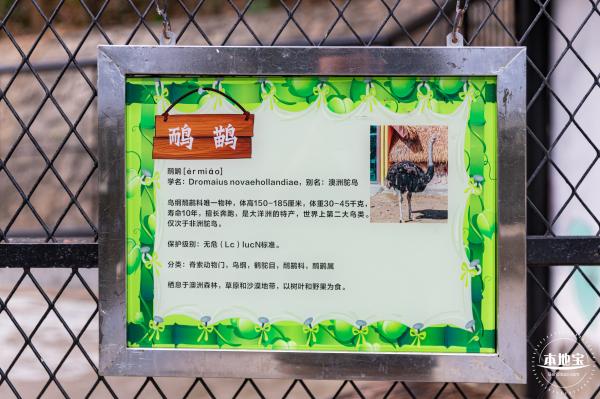 鸸鹋
鸸鹋[ér miáo]
学名：Dromaius novaehollandiae，别名：澳洲鸵鸟
鸟纲鸸鹋科唯一物种，体高150-185厘米，体重30-45千克，
寿命10年，擅长奔跑，是大洋洲的特产，世界上第二大鸟类。
仅次于非洲鸵鸟。
保护级别：无危（Lc）lucN标准。
分类：脊索动物门，鸟纲，鹤鸵目，鸸鹋科，鸸鹋属
栖息于澳洲森林，草原和沙漠地带，以树叶和野果为食。
本地宝